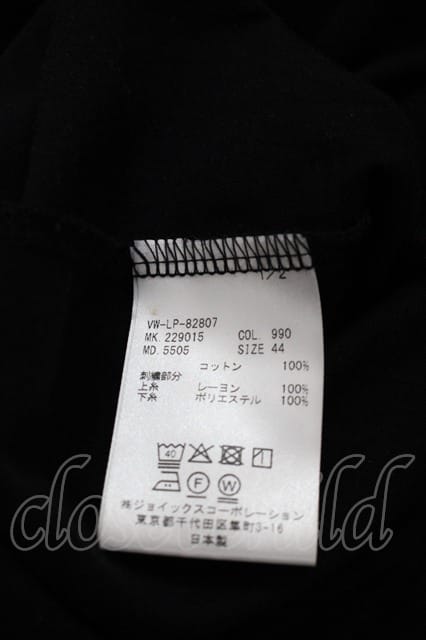 1/2
VW-LP-82807
MK. 229015 COL. 990
MD. 5505 SIZE 44
コットン 100%
刺繍部分
上糸 レーヨン 100%
下糸 ポリエステル 100%
40
F W
㈱ジョイックスコーポレーション
東京都千代田区隼町3-16
日本製
closet child